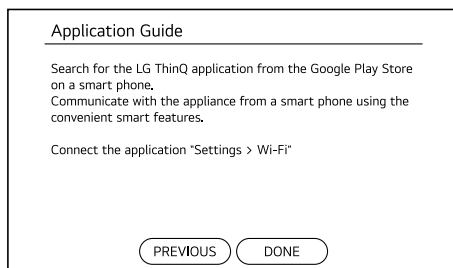 Application Guide
Search for the LG ThinQ application from the Google Play Store
on a smart phone.
Communicate with the appliance from a smart phone using the
convenient smart features.
Connect the application "Settings > Wi-Fi"
PREVIOUS DONE